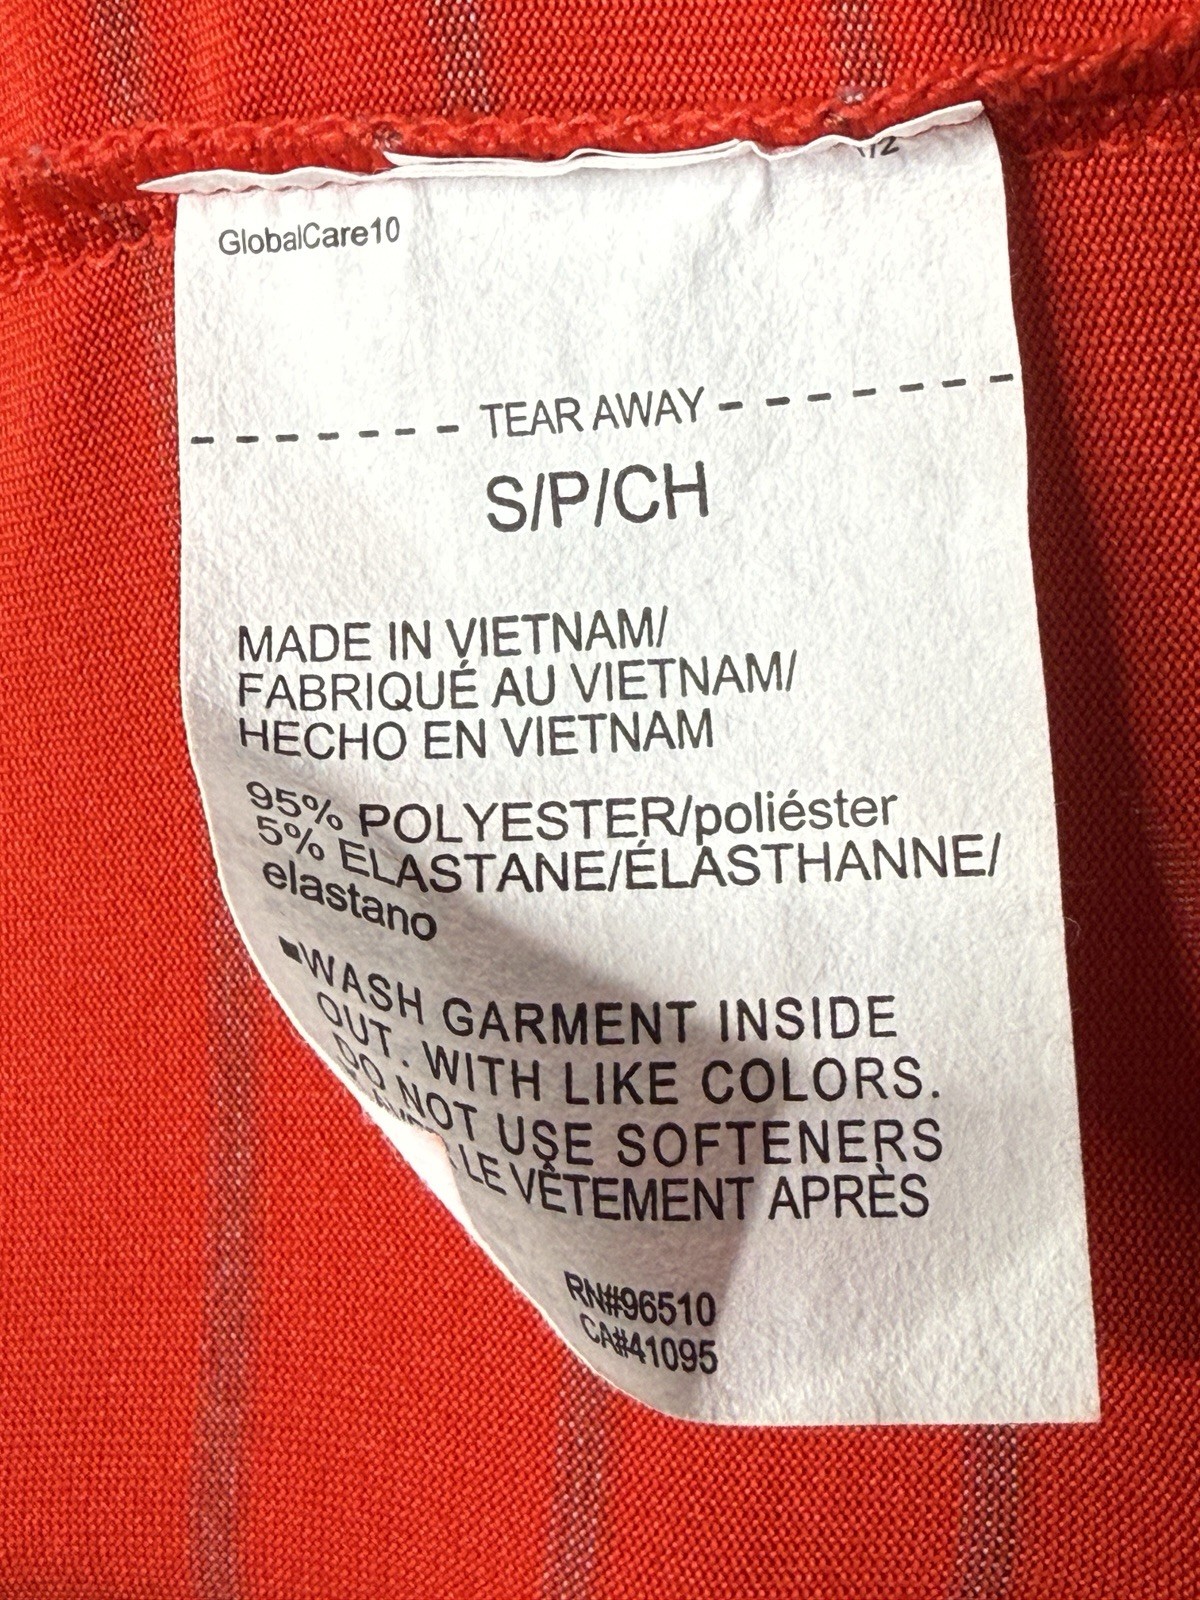 1/2
GlobalCare10
TEAR AWAY
S/P/CH
MADE IN VIETNAM/
FABRIQUÉ AU VIETNAM/
HECHO EN VIETNAM
95% POLYESTER/poliéster
5% ELASTANE/ÉLASTHANNE/
elastano
■WASH GARMENT INSIDE
OUT. WITH LIKE COLORS.
DO NOT USE SOFTENERS
LE VÊTEMENT APRÈS
RN#96510
CA#41095